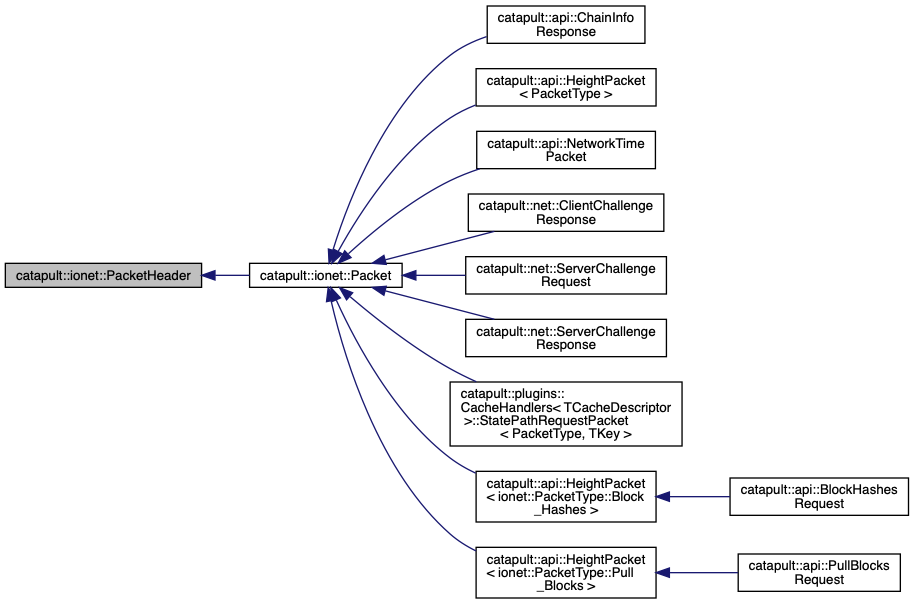 catapult::ionet::PacketHeader
catapult::ionet::Packet
catapult::api::ChainInfo
Response
catapult::api::HeightPacket
< PacketType >
catapult::api::NetworkTime
Packet
catapult::net::ClientChallenge
Response
catapult::net::ServerChallenge
Request
catapult::net::ServerChallenge
Response
catapult::plugins::
CacheHandlers< TCacheDescriptor
>::StatePathRequestPacket
< PacketType, TKey >
catapult::api::HeightPacket
< ionet::PacketType::Block
_Hashes >
catapult::api::BlockHashes
Request
catapult::api::HeightPacket
< ionet::PacketType::Pull
_Blocks >
catapult::api::PullBlocks
Request